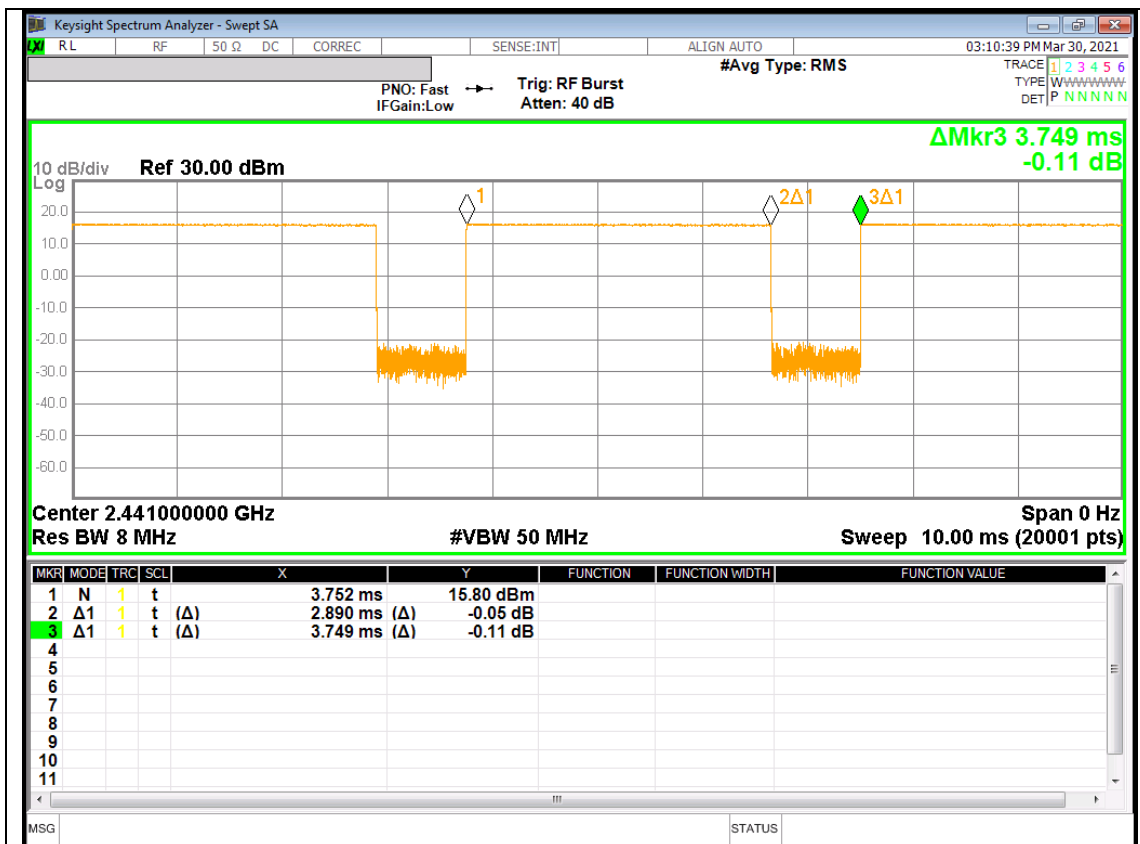 Keysight Spectrum Analyzer - Swept SA
LXI RL RF 50 Ω DC CORREC SENSE:INT ALIGN AUTO 03:10:39 PM Mar 30, 2021
#Avg Type: RMS TRACE 1 2 3 4 5 6
PNO: Fast Trig: RF Burst TYPE WWWWWWW
IFGain:Low Atten: 40 dB DET P N N N N N
ΔMkr3 3.749 ms
-0.11 dB
10 dB/div Ref 30.00 dBm
Log
1 2Δ1 3Δ1
20.0
10.0
0.00
-10.0
-20.0
-30.0
-40.0
-50.0
-60.0
Center 2.441000000 GHz Span 0 Hz
Res BW 8 MHz #VBW 50 MHz Sweep 10.00 ms (20001 pts)
MKR MODE TRC SCL X Y FUNCTION FUNCTION WIDTH FUNCTION VALUE
1 N 1 t 3.752 ms 15.80 dBm
2 Δ1 1 t (Δ) 2.890 ms (Δ) -0.05 dB
3 Δ1 1 t (Δ) 3.749 ms (Δ) -0.11 dB
4
5
6
7
8
9
10
11
MSG STATUS